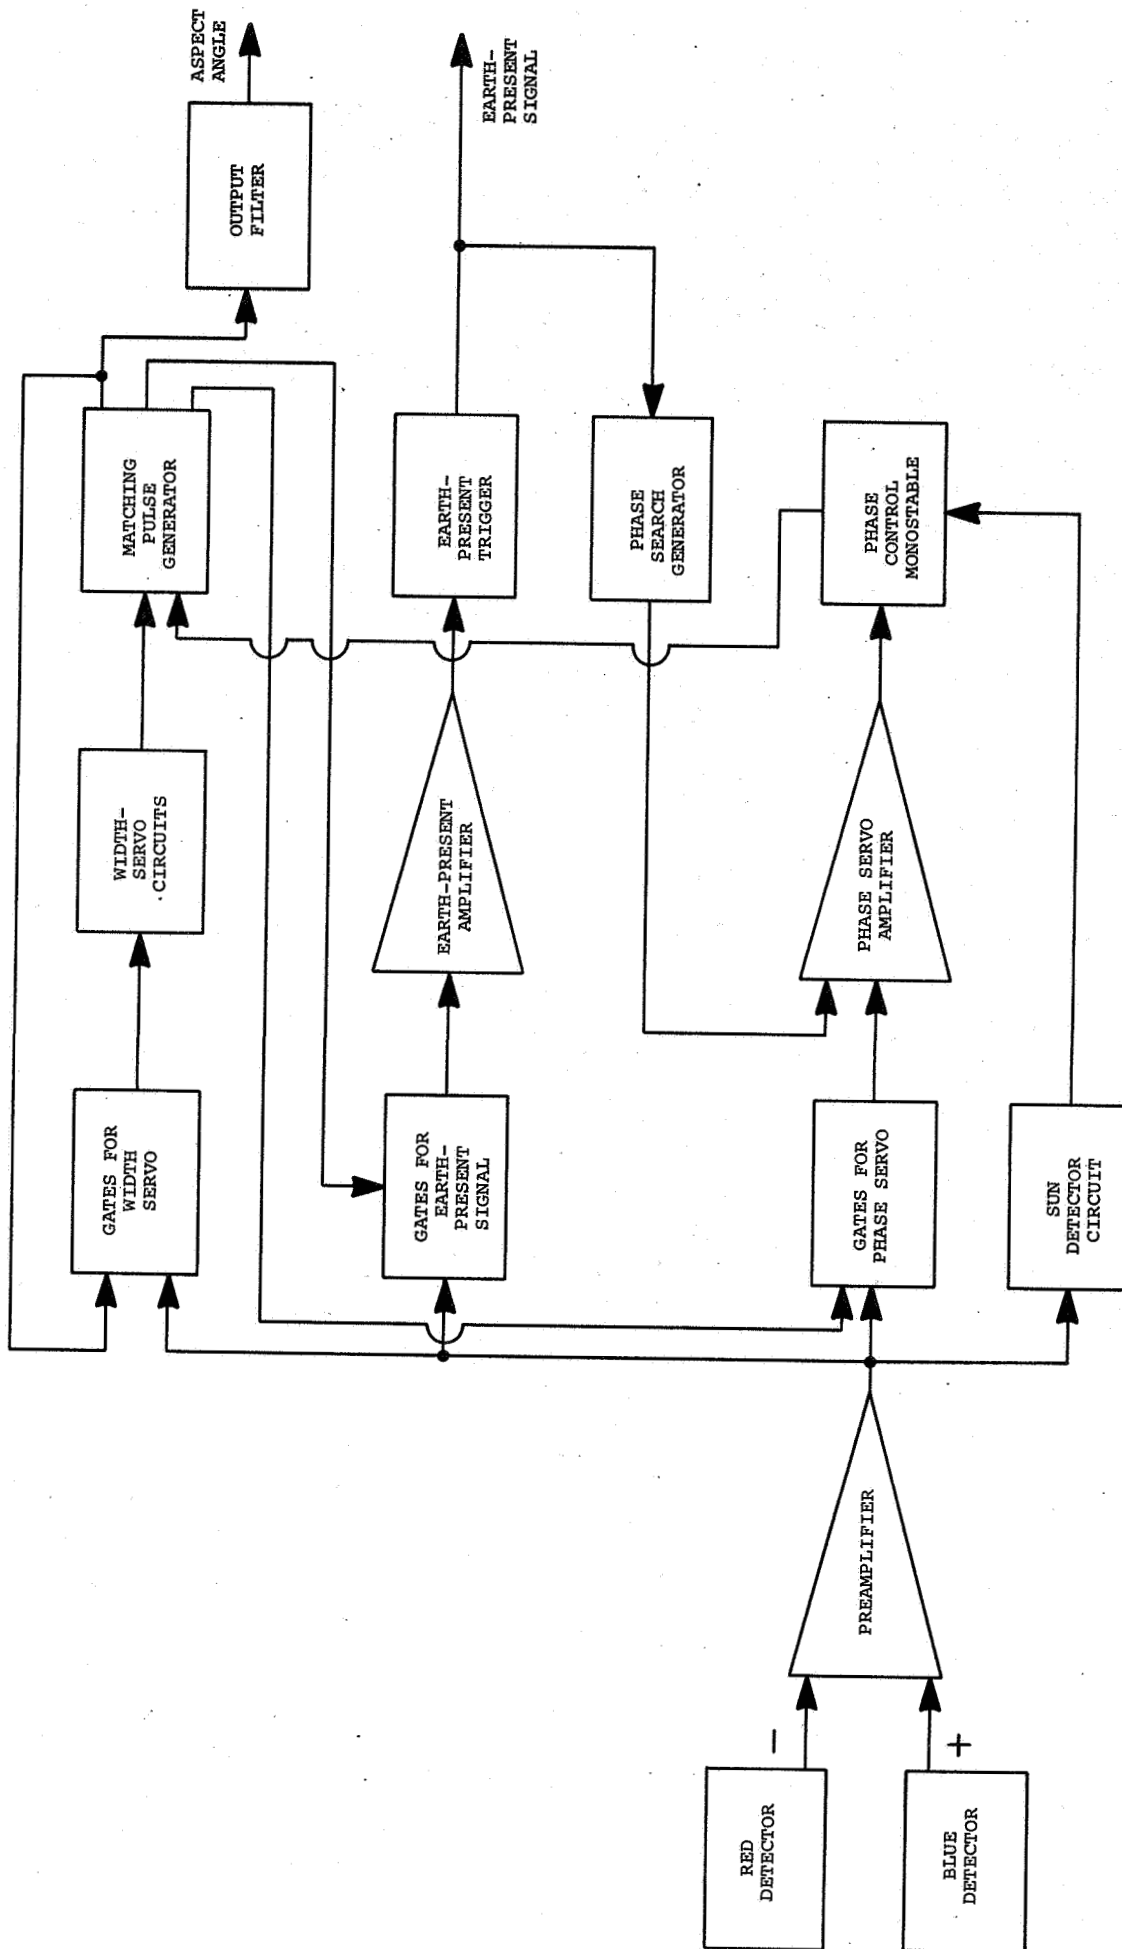 RED
DETECTOR
-
BLUE
DETECTOR
+
PREAMPLIFIER
GATES FOR
WIDTH
SERVO
WIDTH-
SERVO
CIRCUITS
MATCHING
PULSE
GENERATOR
OUTPUT
FILTER
ASPECT
ANGLE
GATES FOR
EARTH-
PRESENT
SIGNAL
EARTH-PRESENT
AMPLIFIER
EARTH-
PRESENT
TRIGGER
EARTH-
PRESENT
SIGNAL
PHASE
SEARCH
GENERATOR
GATES FOR
PHASE SERVO
PHASE SERVO
AMPLIFIER
PHASE
CONTROL
MONOSTABLE
SUN
DETECTOR
CIRCUIT